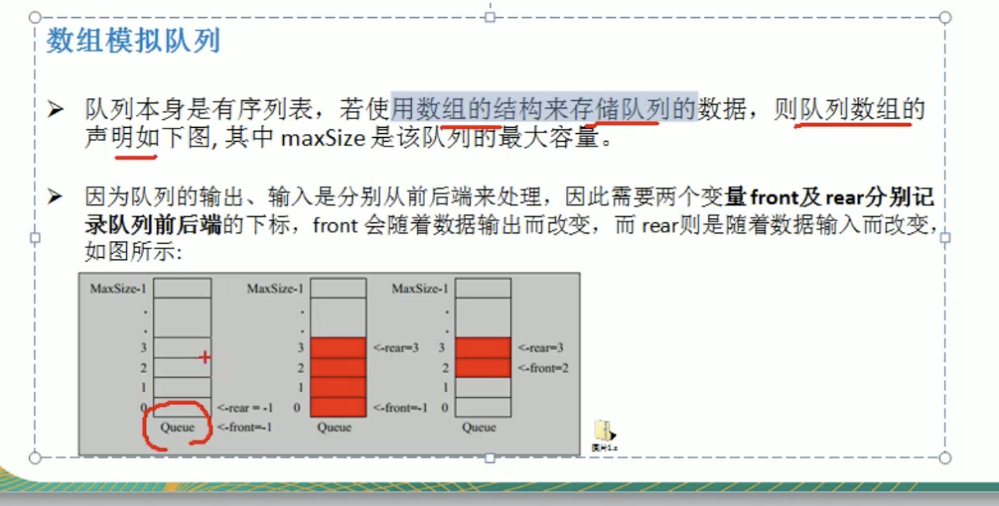 数组模拟队列
队列本身是有序列表，若使用数组的结构来存储队列的数据，则队列数组的
声明如下图, 其中 maxSize 是该队列的最大容量。
因为队列的输出、输入是分别从前后端来处理，因此需要两个变量 front及 rear分别记
录队列前后端的下标，front 会随着数据输出而改变，而 rear则是随着数据输入而改变，
如图所示:
MaxSize-1
.
.
3
2
1
0
<-rear = -1
Queue
<-front=-1
MaxSize-1
.
.
3
<-rear=3
2
1
0
<-front=-1
Queue
MaxSize-1
.
.
3
<-rear=3
2
<-front=2
1
0
Queue